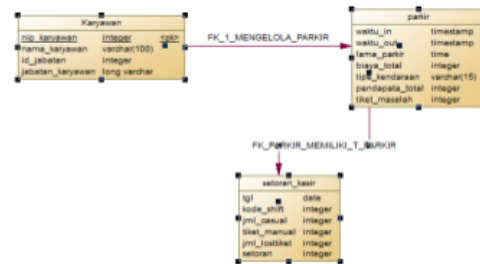 Karyawan
nip_karyawan integer <pk>
nama_karyawan varchar(100)
id_jabatan integer
jabatan_karyawan long varchar
FK_1_MENGELOLA_PARKIR
parkir
waktu_in timestamp
waktu_out timestamp
lama_parkir time
biaya_total integer
tipe_kendaraan varchar(15)
pendapata_total integer
tiket_masalah integer
FK_PARKIR_MEMILIKI_T_PARKIR
setoran_kasir
tgl date
kode_shift integer
jml_casual integer
tiket_manual integer
jml_losttiket integer
setoran integer